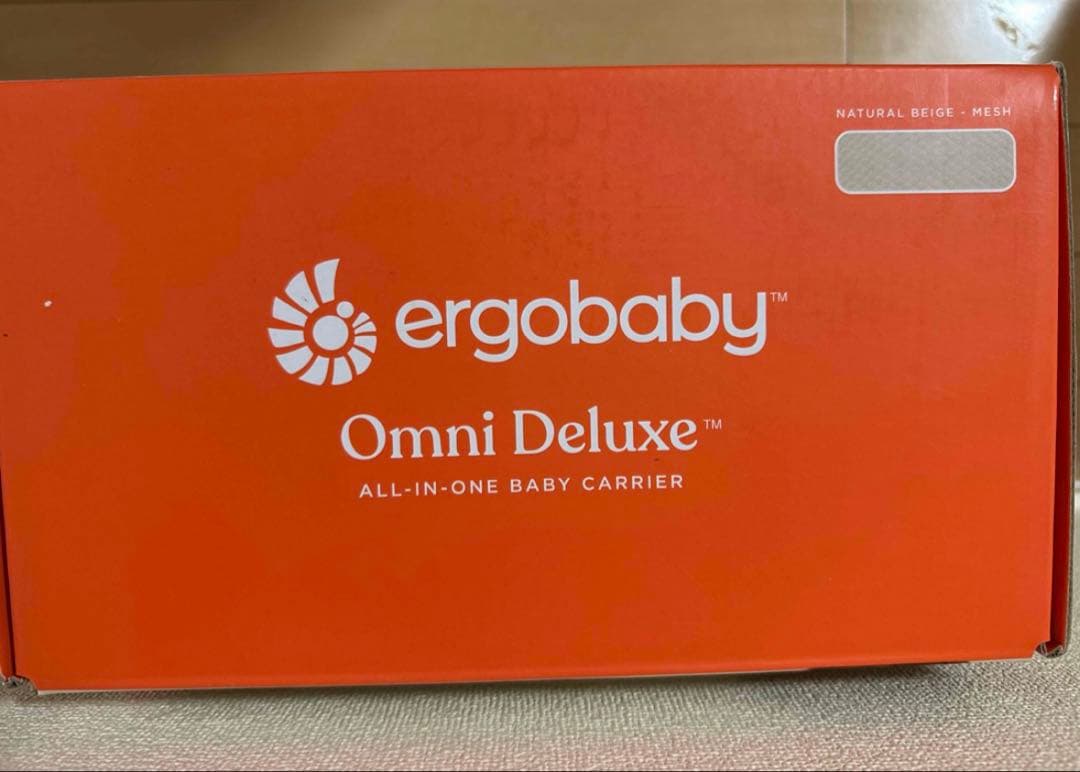 NATURAL BEIGE - MESH
ergobaby™
Omni Deluxe™
ALL-IN-ONE BABY CARRIER